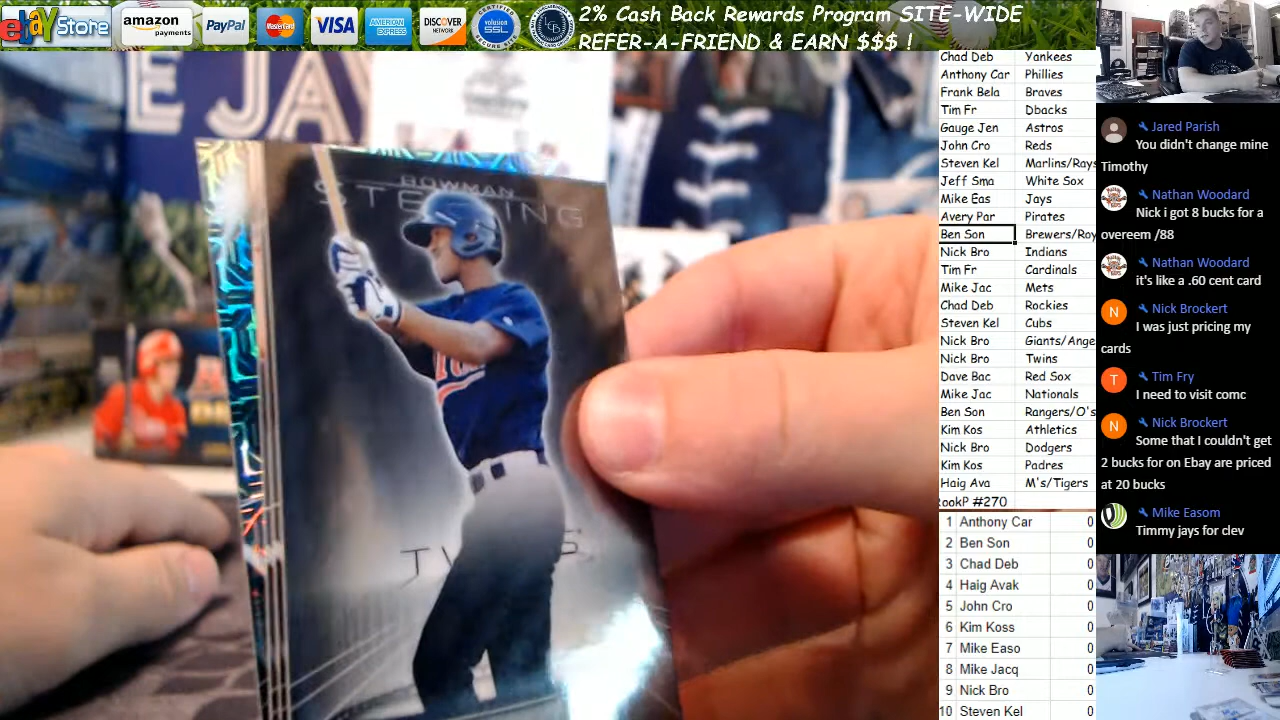 ebay Store
amazon
payments
PayPal
MasterCard
VISA
AMERICAN
EXPRESS
DISCOVER
NETWORK
CERTIFIED
volusion
SSL
SECURE
2% Cash Back Rewards Program SITE-WIDE
REFER-A-FRIEND & EARN $$$ !
E JA
BOWMAN
STERLING
Chad Deb Yankees
Anthony Car Phillies
Frank Bela Braves
Tim Fr Dbacks
Gauge Jen Astros
John Cro Reds
Steven Kel Marlins/Rays
Jeff Sma White Sox
Mike Eas Jays
Avery Par Pirates
Ben Son Brewers/Roy
Nick Bro Indians
Tim Fr Cardinals
Mike Jac Mets
Chad Deb Rockies
Steven Kel Cubs
Nick Bro Giants/Ange
Nick Bro Twins
Dave Bac Red Sox
Mike Jac Nationals
Ben Son Rangers/O's
Kim Kos Athletics
Nick Bro Dodgers
Kim Kos Padres
Haig Ava M's/Tigers
RookP #270
1 Anthony Car 0
2 Ben Son 0
3 Chad Deb 0
4 Haig Avak 0
5 John Cro 0
6 Kim Koss 0
7 Mike Easo 0
8 Mike Jacq 0
9 Nick Bro 0
10 Steven Kel 0
Jared Parish
You didn't change mine
Timothy
Nathan Woodard
Nick i got 8 bucks for a
overeem /88
Nathan Woodard
it's like a .60 cent card
N Nick Brockert
I was just pricing my
cards
T Tim Fry
I need to visit comc
N Nick Brockert
Some that I couldn't get
2 bucks for on Ebay are priced
at 20 bucks
Mike Easom
Timmy jays for clev